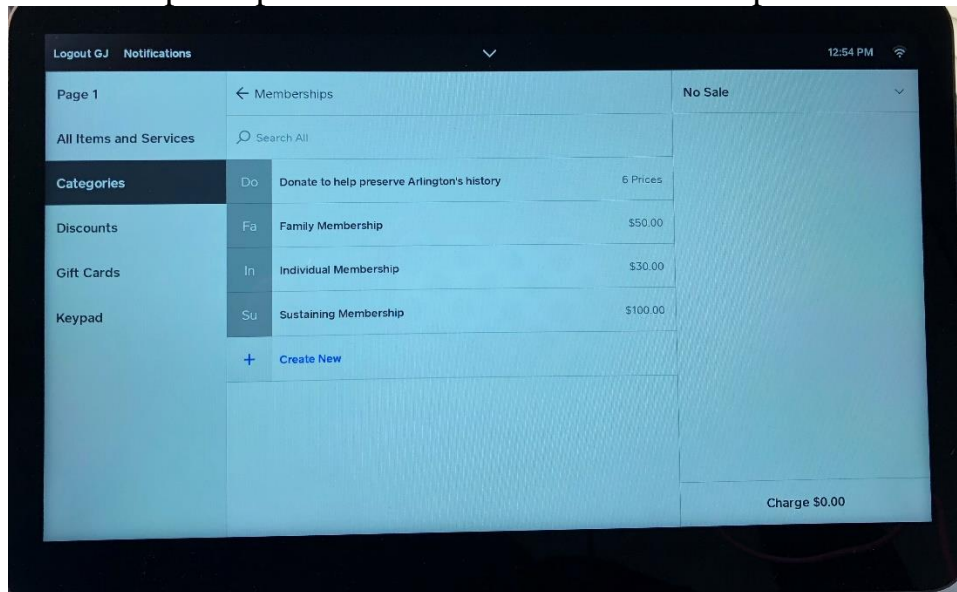 Logout GJ Notifications 12:54 PM
Page 1
All Items and Services
Categories
Discounts
Gift Cards
Keypad
← Memberships
Search All
Do Donate to help preserve Arlington's history 6 Prices
Fa Family Membership $50.00
In Individual Membership $30.00
Su Sustaining Membership $100.00
+ Create New
No Sale
Charge $0.00